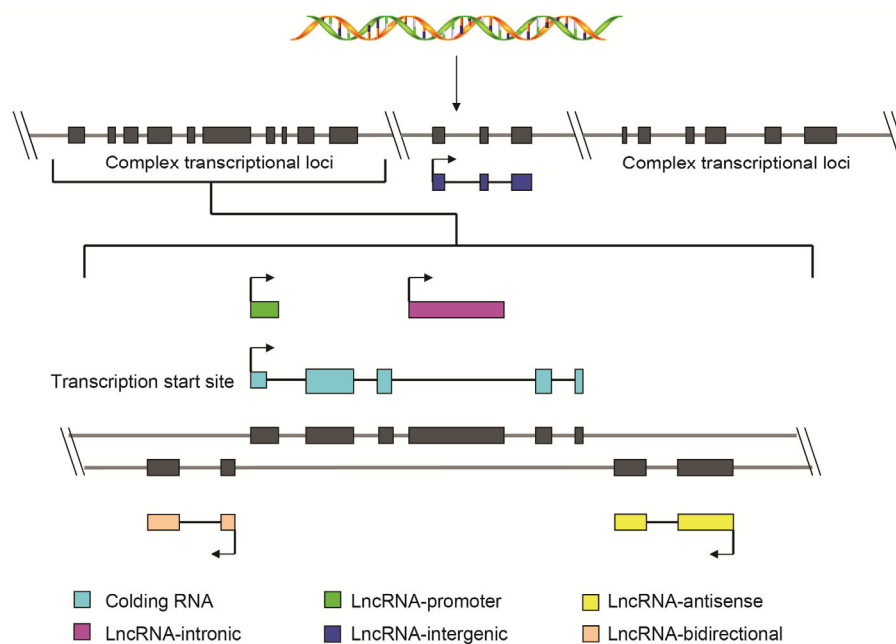 Complex transcriptional loci
Complex transcriptional loci
Transcription start site
Colding RNA
LncRNA-promoter
LncRNA-antisense
LncRNA-intronic
LncRNA-intergenic
LncRNA-bidirectional